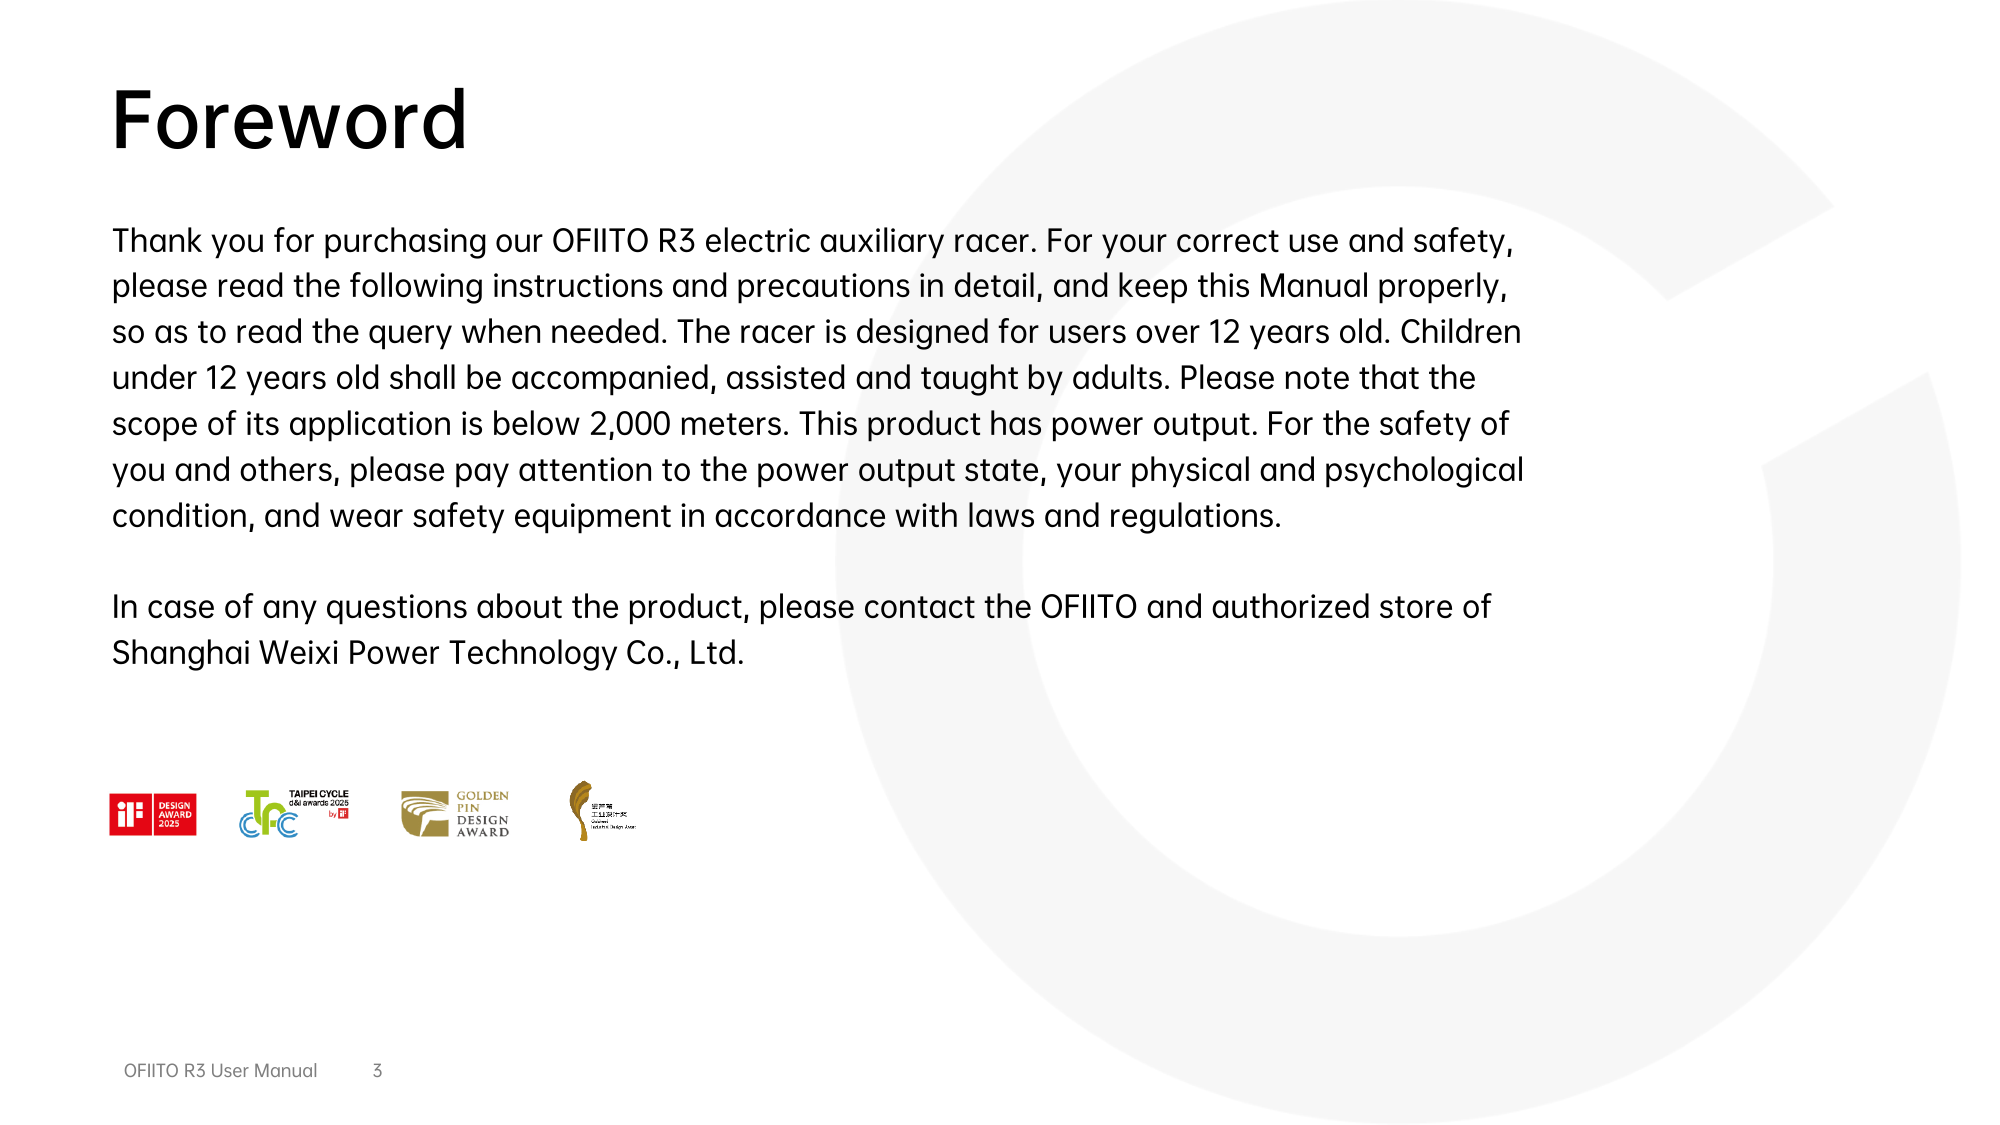 Foreword
Thank you for purchasing our OFIITO R3 electric auxiliary racer. For your correct use and safety,
please read the following instructions and precautions in detail, and keep this Manual properly,
so as to read the query when needed. The racer is designed for users over 12 years old. Children
under 12 years old shall be accompanied, assisted and taught by adults. Please note that the
scope of its application is below 2,000 meters. This product has power output. For the safety of
you and others, please pay attention to the power output state, your physical and psychological
condition, and wear safety equipment in accordance with laws and regulations.
In case of any questions about the product, please contact the OFIITO and authorized store of
Shanghai Weixi Power Technology Co., Ltd.
iF
DESIGN
AWARD
2025
TAIPEI CYCLE
d&i awards 2025
by iF
GOLDEN
PIN
DESIGN
AWARD
工业设计奖
OFIITO R3 User Manual 3